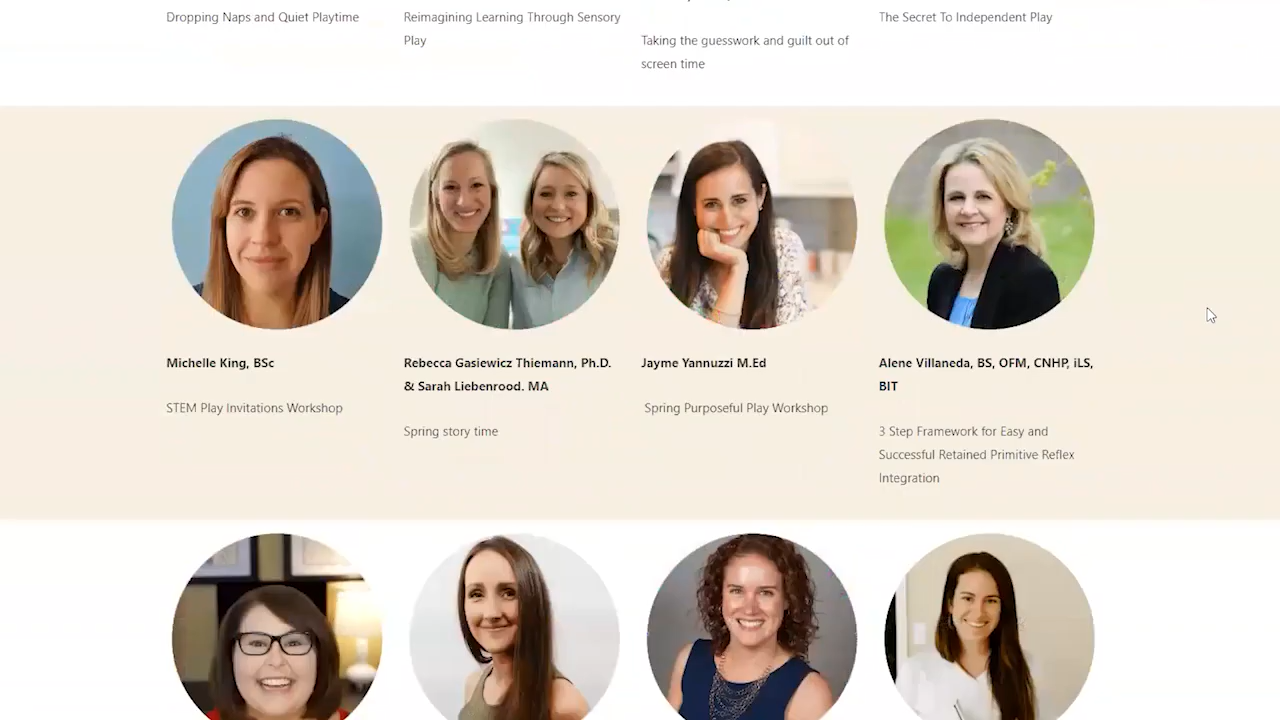 Dropping Naps and Quiet Playtime
Reimagining Learning Through Sensory
Play
Taking the guesswork and guilt out of
screen time
The Secret To Independent Play
Michelle King, BSc
STEM Play Invitations Workshop
Rebecca Gasiewicz Thiemann, Ph.D.
& Sarah Liebenrood. MA
Spring story time
Jayme Yannuzzi M.Ed
Spring Purposeful Play Workshop
Alene Villaneda, BS, OFM, CNHP, iLS,
BIT
3 Step Framework for Easy and
Successful Retained Primitive Reflex
Integration